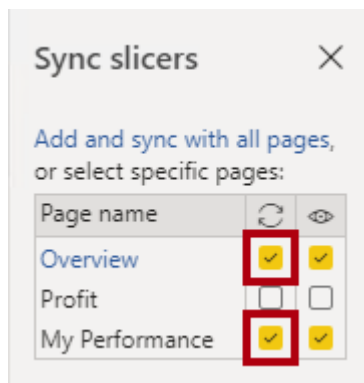 Sync slicers
Add and sync with all pages,
or select specific pages:
Page name
Overview
Profit
My Performance